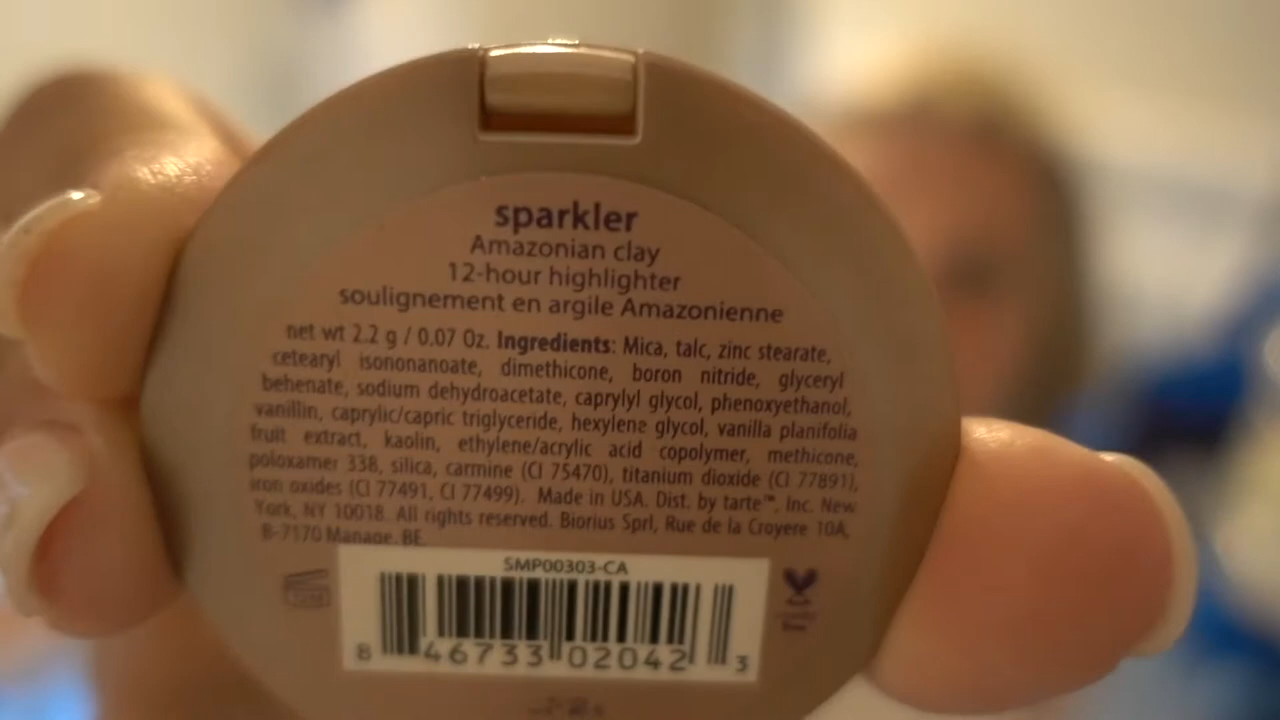 sparkler
Amazonian clay
12-hour highlighter
soulignement en argile Amazonienne
net wt 2.2 g / 0.07 Oz. Ingredients: Mica, talc, zinc stearate,
cetearyl isononanoate, dimethicone, boron nitride, glyceryl
behenate, sodium dehydroacetate, caprylyl glycol, phenoxyethanol,
vanillin, caprylic/capric triglyceride, hexylene glycol, vanilla planifolia
fruit extract, kaolin, ethylene/acrylic acid copolymer, methicone,
poloxamer 338, silica, carmine (CI 75470), titanium dioxide (CI 77891),
iron oxides (CI 77491, CI 77499). Made in USA. Dist. by tarte™, Inc. New
York, NY 10018. All rights reserved. Biorius Sprl, Rue de la Croyere 10A,
B-7170 Manage. BE.
SMP00303-CA
8 46733 02042 3